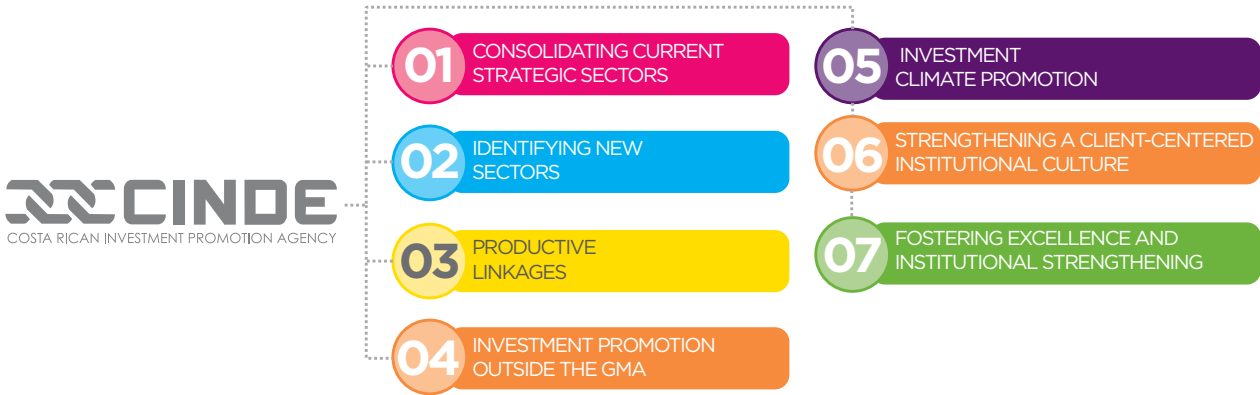 CINDE
COSTA RICAN INVESTMENT PROMOTION AGENCY
01
CONSOLIDATING CURRENT
STRATEGIC SECTORS
02
IDENTIFYING NEW
SECTORS
03
PRODUCTIVE
LINKAGES
04
INVESTMENT PROMOTION
OUTSIDE THE GMA
05
INVESTMENT
CLIMATE PROMOTION
06
STRENGTHENING A CLIENT-CENTERED
INSTITUTIONAL CULTURE
07
FOSTERING EXCELLENCE AND
INSTITUTIONAL STRENGTHENING